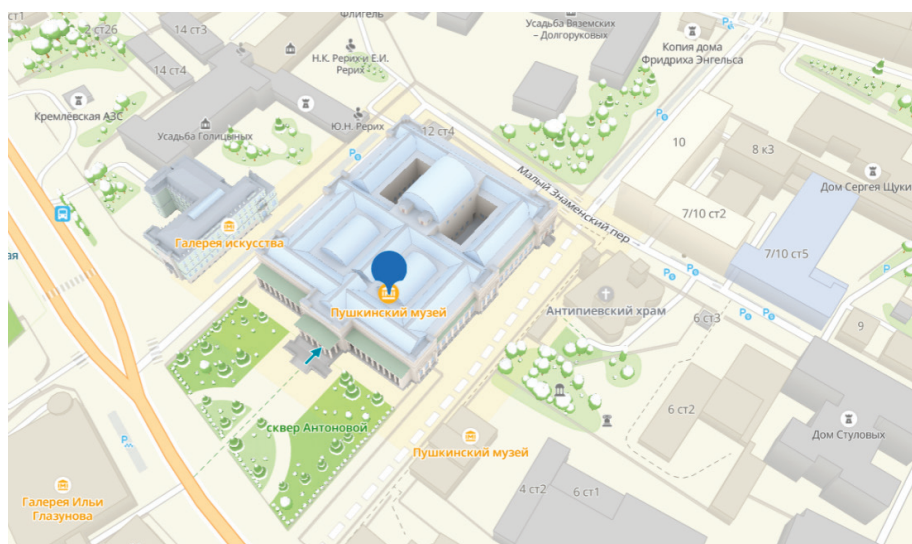 ст1
2 ст26
14 ст3
14 ст4
Флигель
Н.К. Рерих и Е.И.
Рерих
Усадьба Вяземских
– Долгоруковых
Копия дома
Фридриха Энгельса
Кремлёвская АЗС
Усадьба Голицыных
Ю.Н. Рерих
12 ст4
10
8 к3
Малый Знаменский пер
Дом Сергея Щуки
7/10 ст2
Галерея искусства
ая
7/10 ст5
Пушкинский музей
Антипиевский храм
6 ст3
9
6 ст2
сквер Антоновой
Дом Стуловых
Пушкинский музей
4 ст2
6 ст1
Галерея Ильи
Глазунова